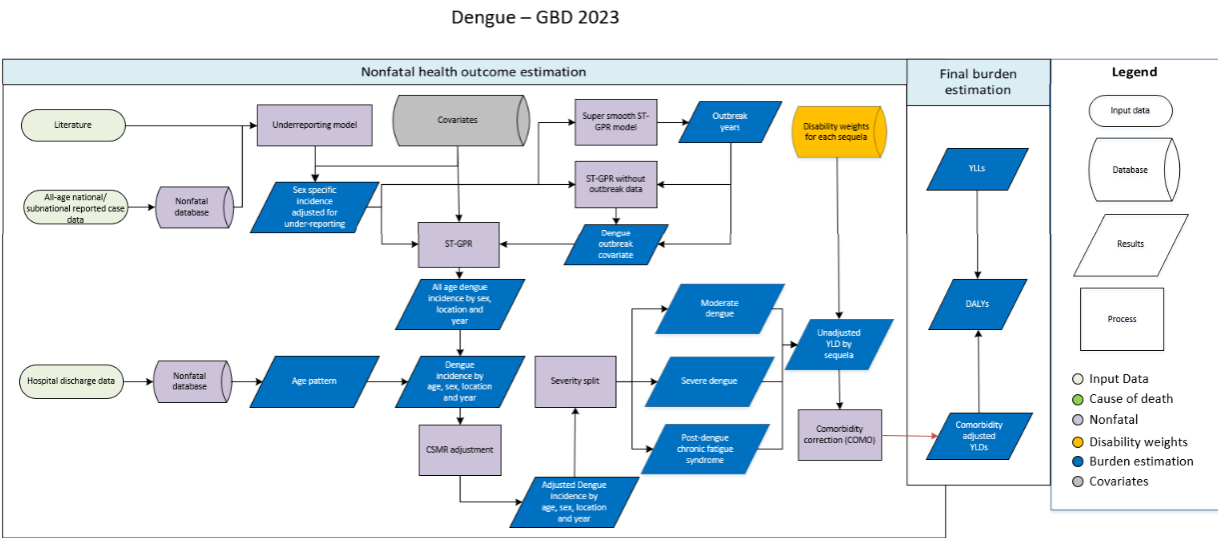 Dengue – GBD 2023
Nonfatal health outcome estimation
Final burden
estimation
Legend
Literature
Underreporting model
Covariates
Super smooth ST-
GPR model
Outbreak
years
Disability weights
for each sequela
Input data
Database
Results
Process
All-age national/
subnational reported case
data
Nonfatal
database
Sex specific
incidence
adjusted for
under-reporting
ST-GPR without
outbreak data
YLLs
ST-GPR
Dengue
outbreak
covariate
All age dengue
incidence by sex,
location and
year
Moderate
dengue
DALYs
Unadjusted
YLD by
sequela
Hospital discharge data
Nonfatal
database
Age pattern
Dengue
incidence by
age, sex, location
and year
Severity split
Severe dengue
CSMR adjustment
Post-dengue
chronic fatigue
syndrome
Comorbidity
correction (COMO)
Comorbidity
adjusted
YLDs
Adjusted Dengue
incidence by
age, sex, location
and year
Input Data
Cause of death
Nonfatal
Disability weights
Burden estimation
Covariates